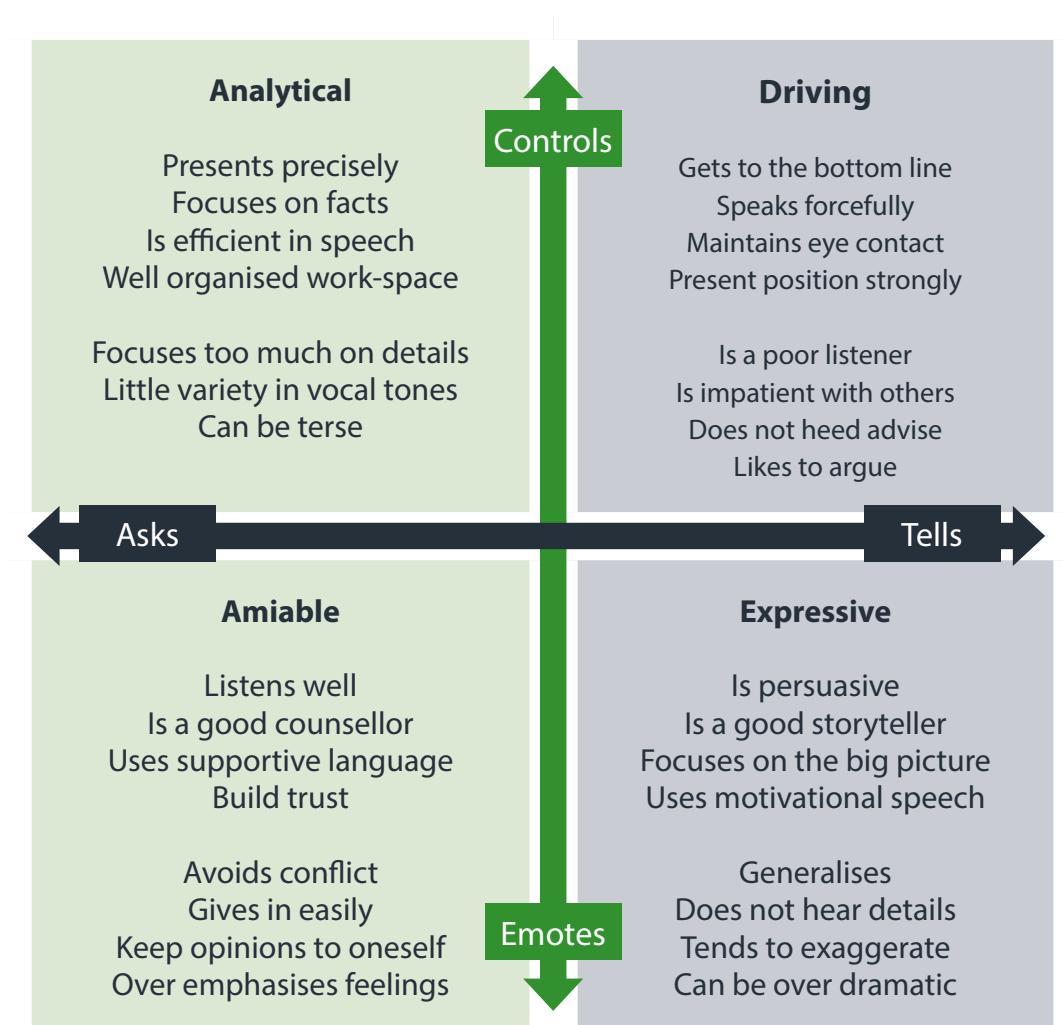 Analytical
Presents precisely
Focuses on facts
Is efficient in speech
Well organised work-space
Focuses too much on details
Little variety in vocal tones
Can be terse
Controls
Driving
Gets to the bottom line
Speaks forcefully
Maintains eye contact
Present position strongly
Is a poor listener
Is impatient with others
Does not heed advise
Likes to argue
Asks
Tells
Amiable
Listens well
Is a good counsellor
Uses supportive language
Build trust
Avoids conflict
Gives in easily
Keep opinions to oneself
Over emphasises feelings
Emotes
Expressive
Is persuasive
Is a good storyteller
Focuses on the big picture
Uses motivational speech
Generalises
Does not hear details
Tends to exaggerate
Can be over dramatic